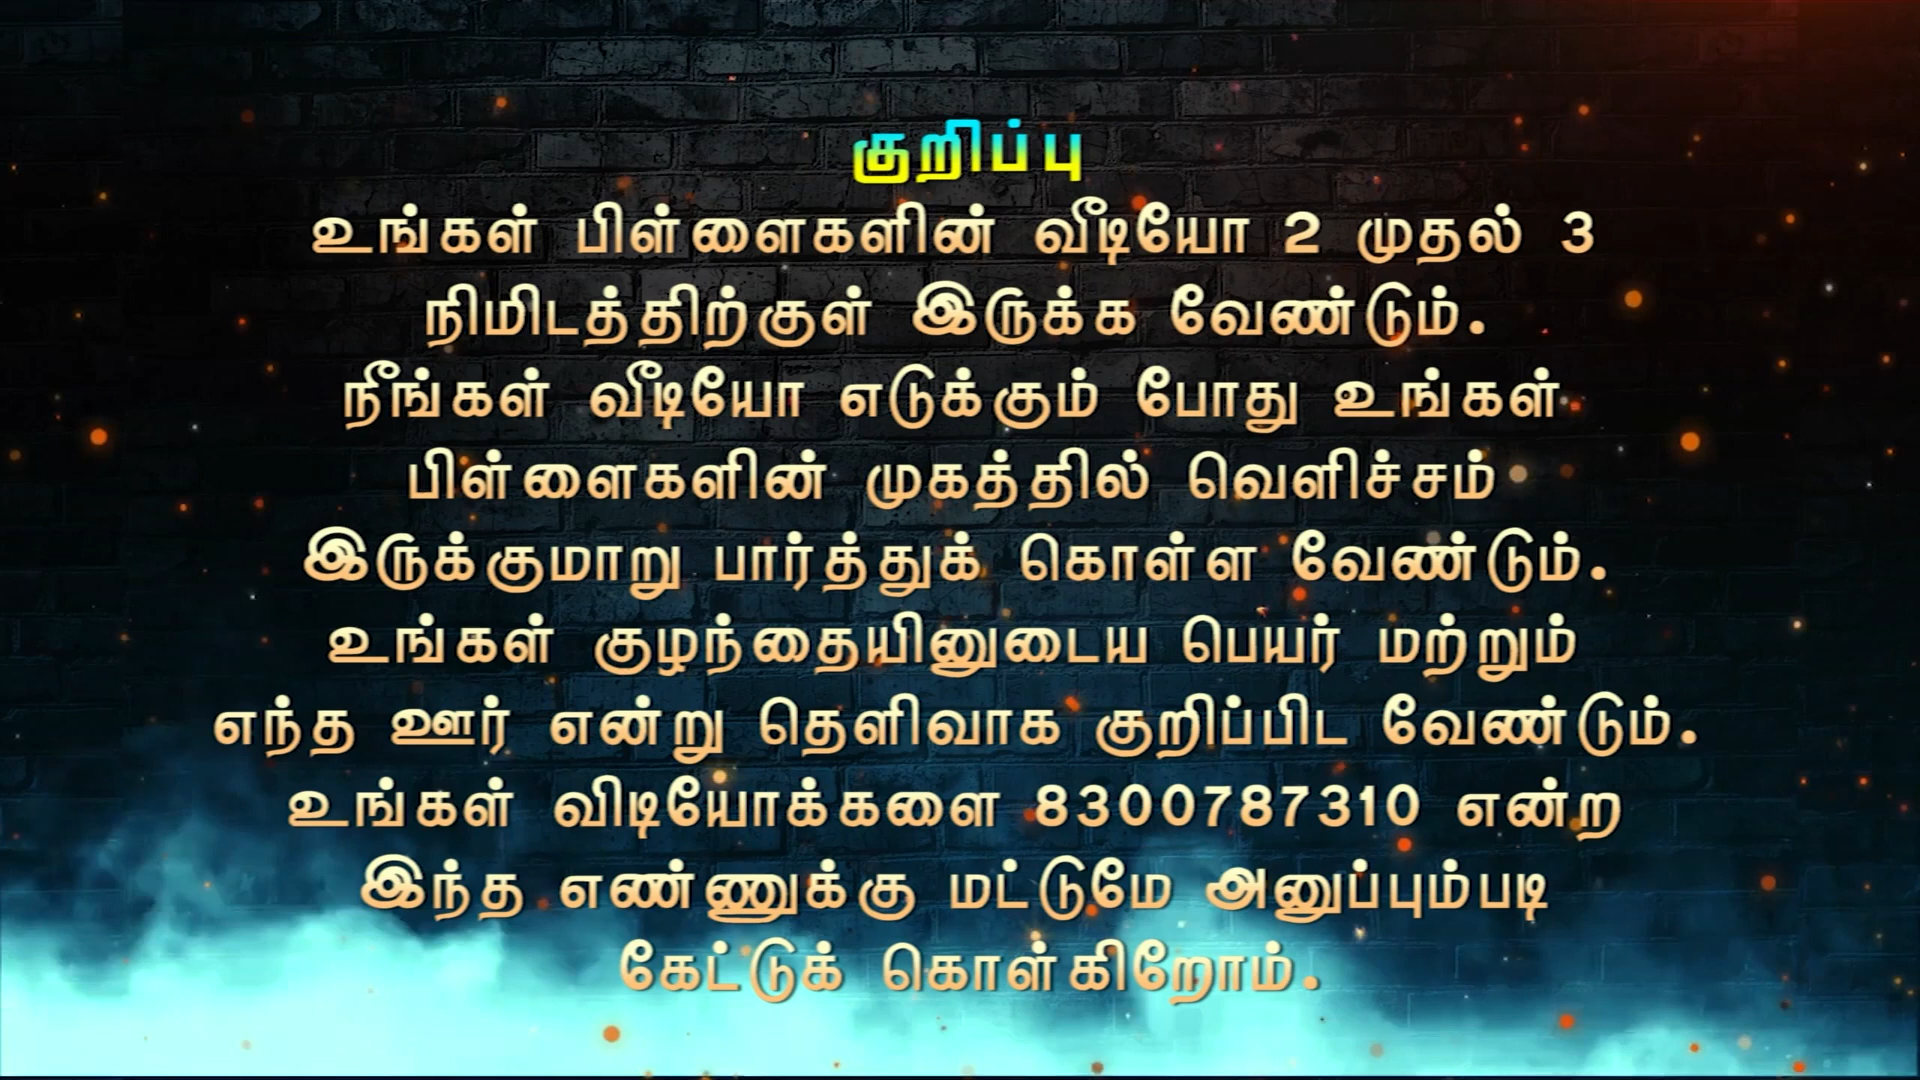 குறிப்பு
உங்கள் பிள்ளைகளின் வீடியோ 2 முதல் 3
நிமிடத்திற்குள் இருக்க வேண்டும்.
நீங்கள் வீடியோ எடுக்கும் போது உங்கள்
பிள்ளைகளின் முகத்தில் வெளிச்சம்
இருக்குமாறு பார்த்துக் கொள்ள வேண்டும்.
உங்கள் குழந்தையினுடைய பெயர் மற்றும்
எந்த ஊர் என்று தெளிவாக குறிப்பிட வேண்டும்.
உங்கள் விடியோக்களை 8300787310 என்ற
இந்த எண்ணுக்கு மட்டுமே அனுப்பும்படி
கேட்டுக் கொள்கிறோம்.